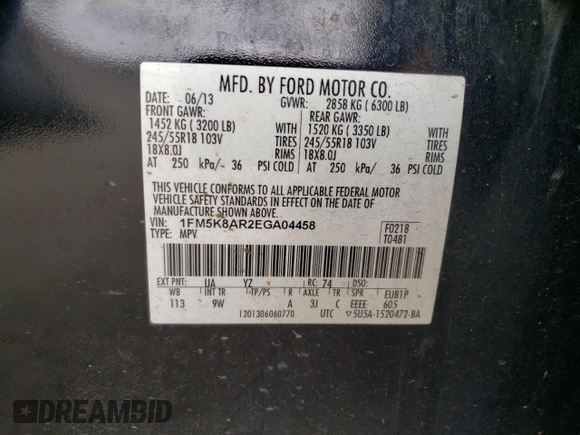 MFD. BY FORD MOTOR CO.
DATE: 06/13 GVWR: 2858 KG ( 6300 LB)
FRONT GAWR: REAR GAWR:
1452 KG ( 3200 LB) WITH 1520 KG ( 3350 LB) WITH
245/55R18 103V TIRES 245/55R18 103V TIRES
18X8.0J RIMS 18X8.0J RIMS
AT 250 kPa/ 36 PSI COLD AT 250 kPa/ 36 PSI COLD
THIS VEHICLE CONFORMS TO ALL APPLICABLE FEDERAL MOTOR
VEHICLE SAFETY STANDARDS IN EFFECT ON THE DATE OF
MANUFACTURE SHOWN ABOVE.
VIN: 1FM5K8AR2EGA04458 F0218
TYPE: MPV T0481
EXT PNT: UA YZ RC: 74 DSO:
WB INT TR TP/PS R AXLE TR SPR EUB1P
113 9W A 3J C EEEE 605
1201306060770 UTC ▽5U5A-1520472-BA
DREAMBID